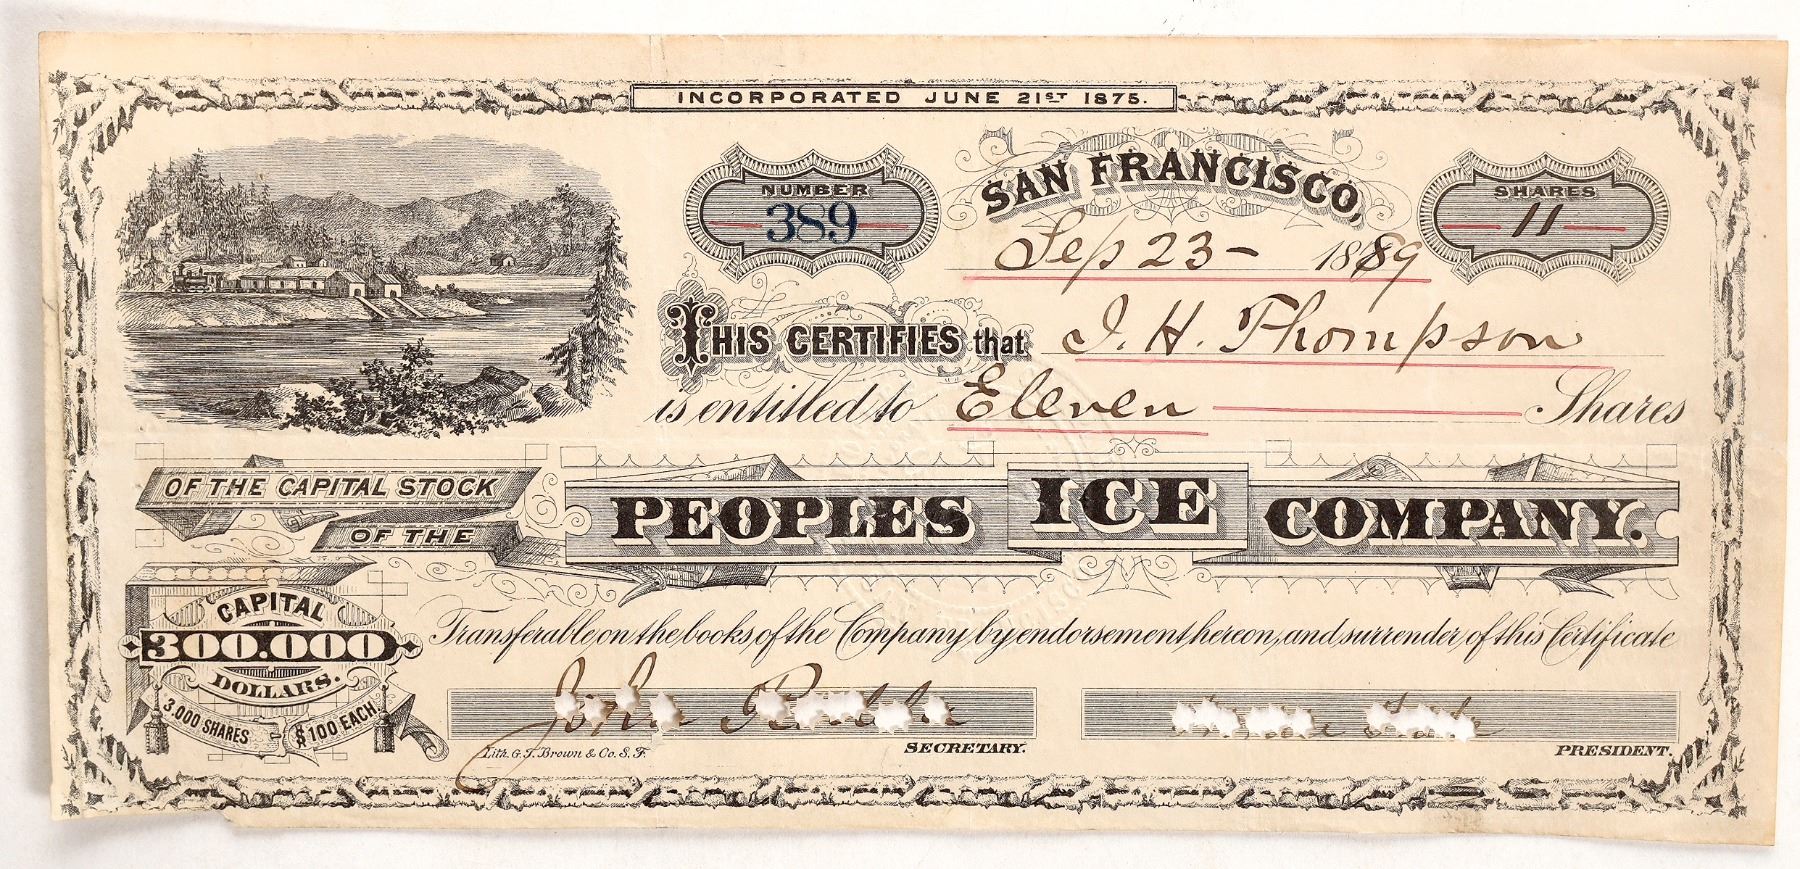 INCORPORATED JUNE 21ST 1875.
NUMBER
389
SAN FRANCISCO,
Sep 23 - 1889
SHARES
11
THIS CERTIFIES that J. H. Thompson
is entitled to Eleven Shares
OF THE CAPITAL STOCK
OF THE
PEOPLES ICE COMPANY.
CAPITAL
300.000
DOLLARS.
3,000 SHARES $100 EACH.
Transferable on the books of the Company by endorsement hereon, and surrender of this Certificate
John
Lith. G.T. Brown & Co. S. F.
SECRETARY.
PRESIDENT.